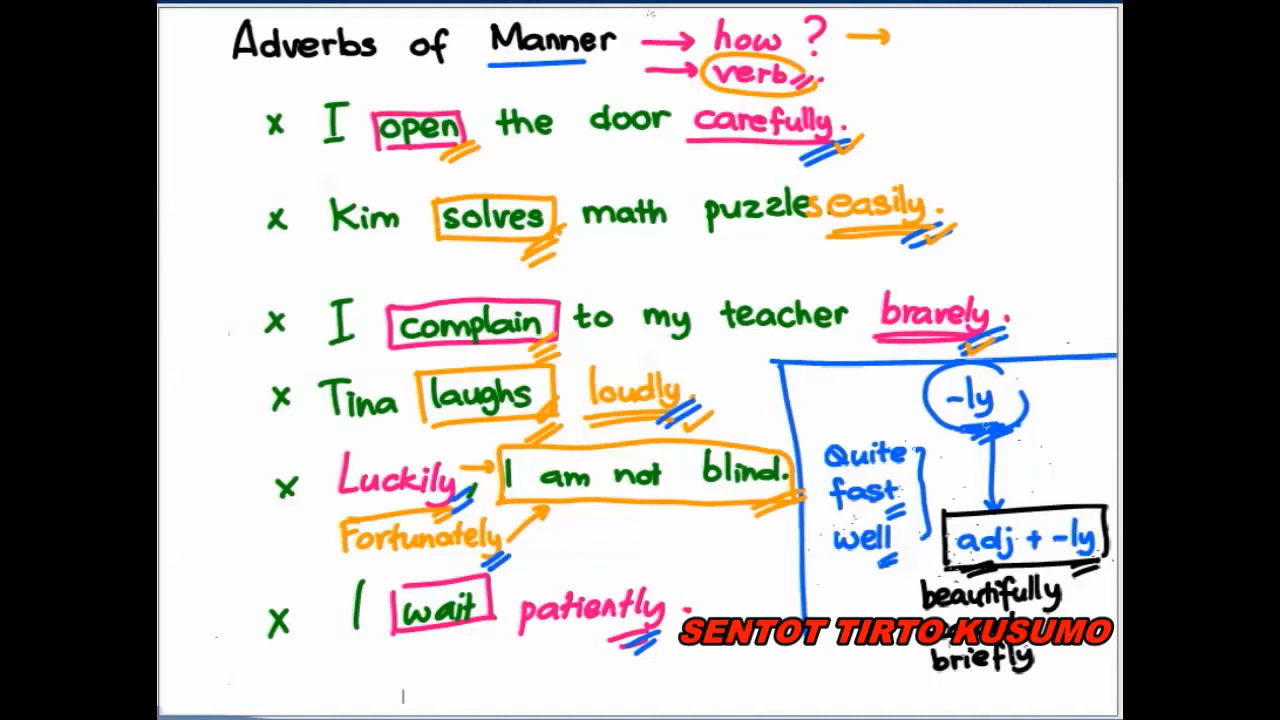 Adverbs of Manner → how ? →
→ verb.
x I open the door carefully.
x Kim solves math puzzles easily.
x I complain to my teacher bravely.
x Tina laughs loudly.
x Luckily, → I am not blind.
Fortunately
x I wait patiently.
-ly
Quite
fast
well
adj + -ly
beautifully
SENTOT TIRTO KUSUMO
briefly